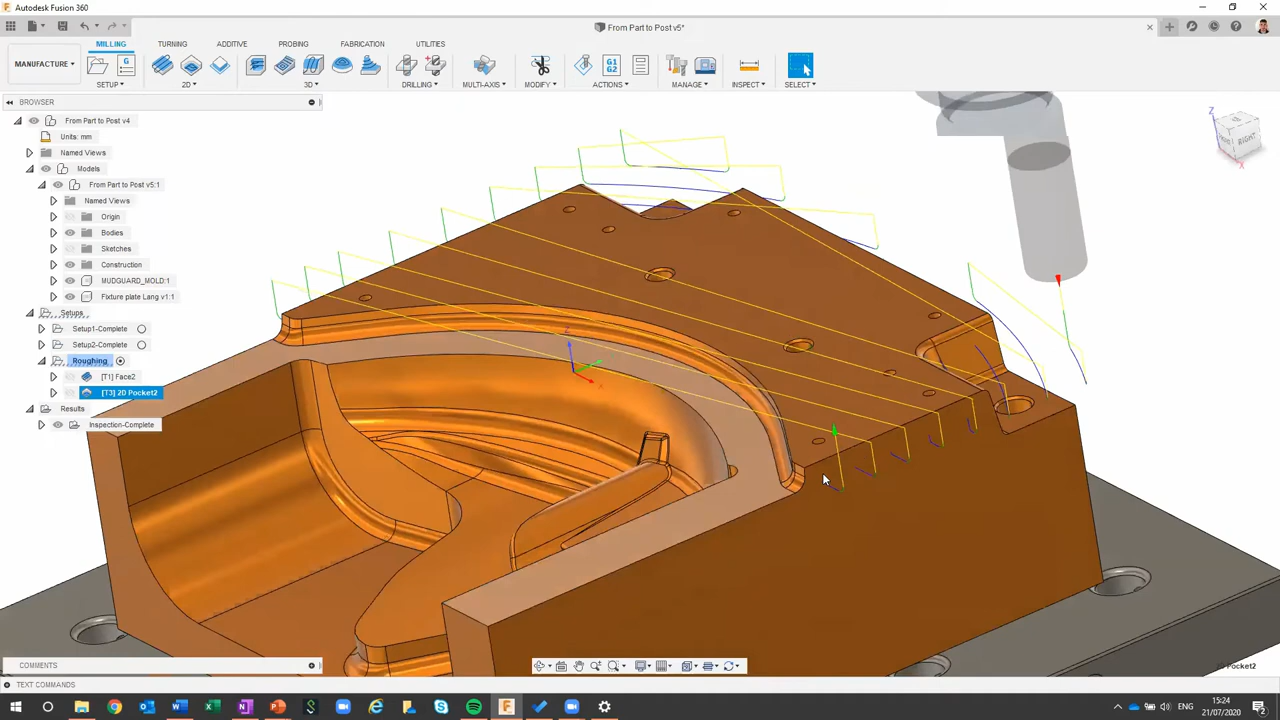 Autodesk Fusion 360
From Part to Post v5*
MILLING
TURNING
ADDITIVE
PROBING
FABRICATION
UTILITIES
MANUFACTURE
SETUP
2D
3D
DRILLING
MULTI-AXIS
MODIFY
ACTIONS
MANAGE
INSPECT
SELECT
G1
G2
BROWSER
From Part to Post v4
Units: mm
Named Views
Models
From Part to Post v5:1
Named Views
Origin
Bodies
Sketches
Construction
MUDGUARD_MOLD:1
Fixture plate Lang v1:1
Setups
Setup1-Complete
Setup2-Complete
Roughing
[T1] Face2
[T3] 2D Pocket2
Results
Inspection-Complete
Z
RIGHT
X
Z
X
COMMENTS
TEXT COMMANDS
Pocket2
ENG
15:24
21/07/2020